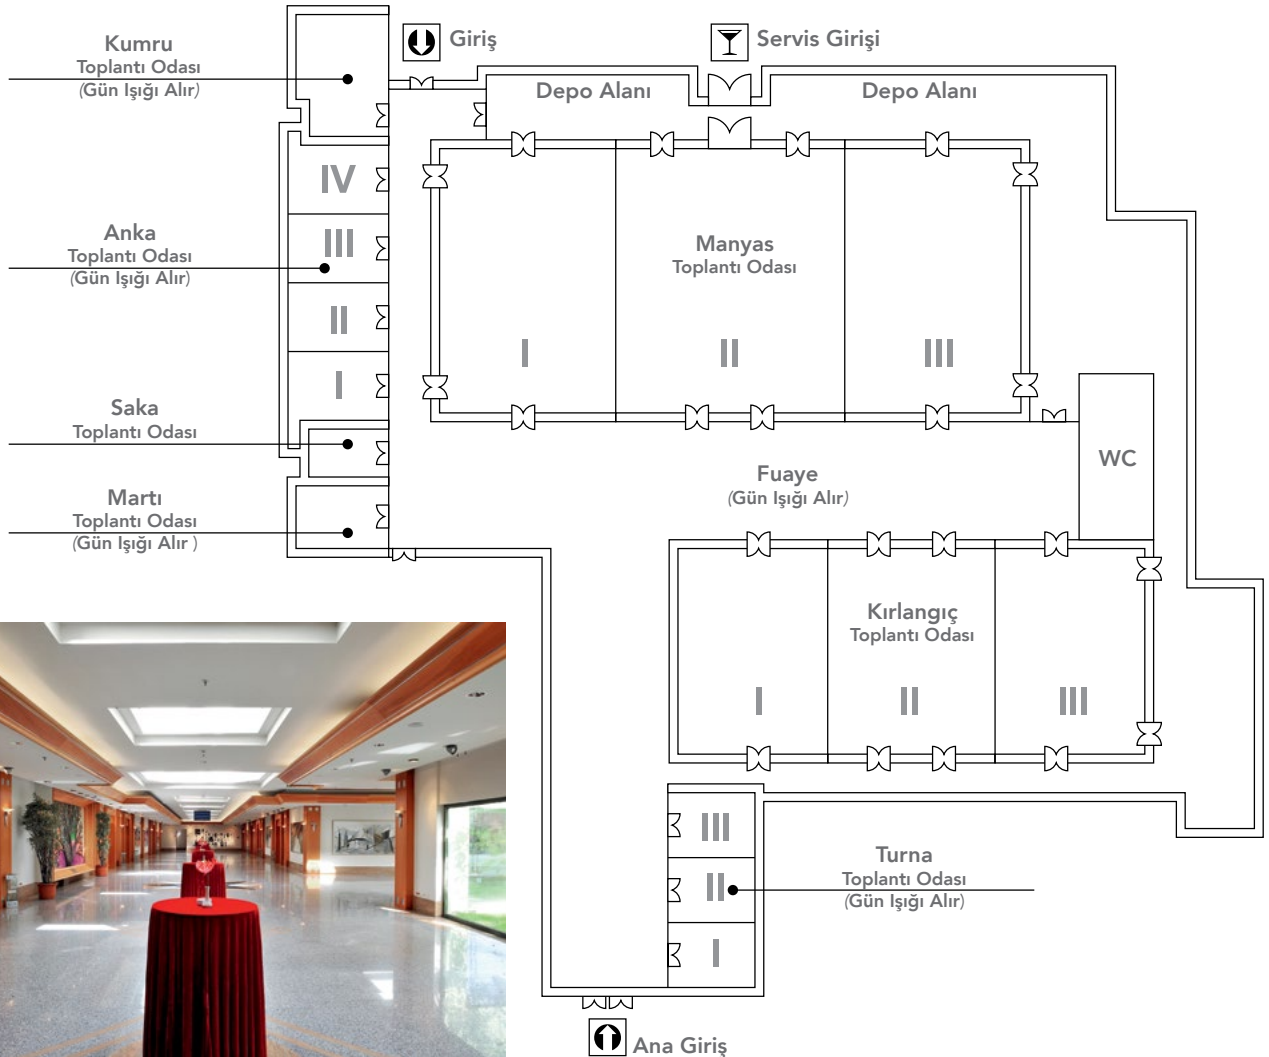 Giriş
Servis Girişi
Kumru
Toplantı Odası
(Gün Işığı Alır)
Depo Alanı
Depo Alanı
IV
Anka
Toplantı Odası
(Gün Işığı Alır)
III
II
I
Manyas
Toplantı Odası
I
II
III
Saka
Toplantı Odası
Martı
Toplantı Odası
(Gün Işığı Alır )
Fuaye
(Gün Işığı Alır)
WC
Kırlangıç
Toplantı Odası
I
II
III
III
II
I
Turna
Toplantı Odası
(Gün Işığı Alır)
Ana Giriş